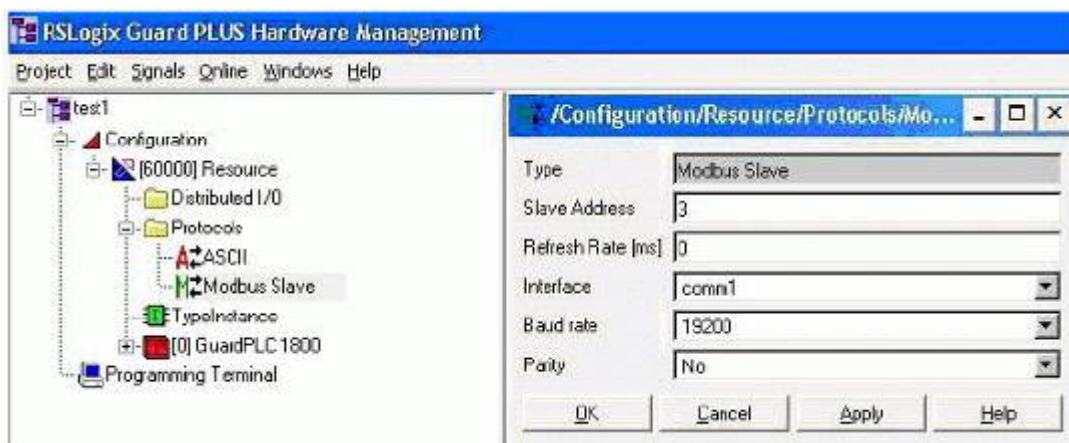 RSLogix Guard PLUS Hardware Management
Project Edit Signals Online Windows Help
test1
Configuration
[60000] Resource
Distributed I/O
Protocols
ASCII
Modbus Slave
TypeInstance
[0] GuardPLC 1800
Programming Terminal
/Configuration/Resource/Protocols/Mo...
Type Modbus Slave
Slave Address 3
Refresh Rate [ms] 0
Interface comm1
Baud rate 19200
Parity No
OK Cancel Apply Help